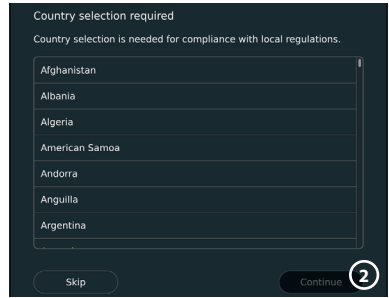 Country selection required
Country selection is needed for compliance with local regulations.
Afghanistan
Albania
Algeria
American Samoa
Andorra
Anguilla
Argentina
Skip
Continue
2